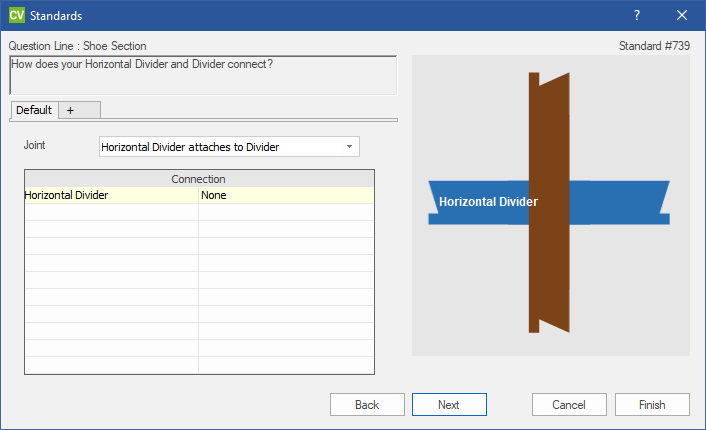 CV Standards ?
Question Line : Shoe Section
Standard #739
How does your Horizontal Divider and Divider connect?
Default +
Joint Horizontal Divider attaches to Divider
Connection
Horizontal Divider None
Horizontal Divider
Back Next Cancel Finish